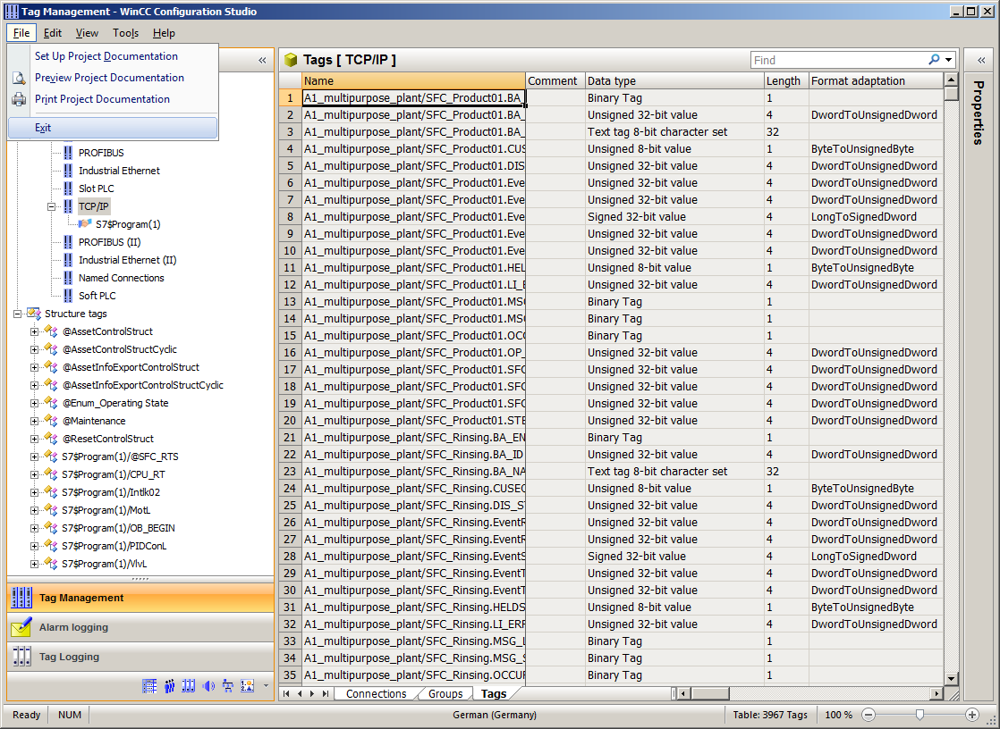 Tag Management - WinCC Configuration Studio
File Edit View Tools Help
Set Up Project Documentation
Preview Project Documentation
Print Project Documentation
Exit
PROFIBUS
Industrial Ethernet
Slot PLC
TCP/IP
S7$Program(1)
PROFIBUS (II)
Industrial Ethernet (II)
Named Connections
Soft PLC
Structure tags
@AssetControlStruct
@AssetControlStructCyclic
@AssetInfoExportControlStruct
@AssetInfoExportControlStructCyclic
@Enum_Operating State
@Maintenance
@ResetControlStruct
S7$Program(1)/@SFC_RTS
S7$Program(1)/CPU_RT
S7$Program(1)/Intlk02
S7$Program(1)/MotL
S7$Program(1)/OB_BEGIN
S7$Program(1)/PIDConL
S7$Program(1)/VlvL
Tag Management
Alarm logging
Tag Logging
Tags [ TCP/IP ] Find
Name Comment Data type Length Format adaptation
1 A1_multipurpose_plant/SFC_Product01.BA_ Binary Tag 1
2 A1_multipurpose_plant/SFC_Product01.BA_ Unsigned 32-bit value 4 DwordToUnsignedDword
3 A1_multipurpose_plant/SFC_Product01.BA_ Text tag 8-bit character set 32
4 A1_multipurpose_plant/SFC_Product01.CUS Unsigned 8-bit value 1 ByteToUnsignedByte
5 A1_multipurpose_plant/SFC_Product01.DIS Unsigned 32-bit value 4 DwordToUnsignedDword
6 A1_multipurpose_plant/SFC_Product01.Eve Unsigned 32-bit value 4 DwordToUnsignedDword
7 A1_multipurpose_plant/SFC_Product01.Eve Unsigned 32-bit value 4 DwordToUnsignedDword
8 A1_multipurpose_plant/SFC_Product01.Eve Signed 32-bit value 4 LongToSignedDword
9 A1_multipurpose_plant/SFC_Product01.Eve Unsigned 32-bit value 4 DwordToUnsignedDword
10 A1_multipurpose_plant/SFC_Product01.Eve Unsigned 32-bit value 4 DwordToUnsignedDword
11 A1_multipurpose_plant/SFC_Product01.HEL Unsigned 8-bit value 1 ByteToUnsignedByte
12 A1_multipurpose_plant/SFC_Product01.LI_E Unsigned 32-bit value 4 DwordToUnsignedDword
13 A1_multipurpose_plant/SFC_Product01.MSG Binary Tag 1
14 A1_multipurpose_plant/SFC_Product01.MSG Binary Tag 1
15 A1_multipurpose_plant/SFC_Product01.OCC Binary Tag 1
16 A1_multipurpose_plant/SFC_Product01.OP_ Unsigned 32-bit value 4 DwordToUnsignedDword
17 A1_multipurpose_plant/SFC_Product01.SFC Unsigned 32-bit value 4 DwordToUnsignedDword
18 A1_multipurpose_plant/SFC_Product01.SFC Unsigned 32-bit value 4 DwordToUnsignedDword
19 A1_multipurpose_plant/SFC_Product01.SFC Unsigned 32-bit value 4 DwordToUnsignedDword
20 A1_multipurpose_plant/SFC_Product01.STE Unsigned 32-bit value 4 DwordToUnsignedDword
21 A1_multipurpose_plant/SFC_Rinsing.BA_EN Binary Tag 1
22 A1_multipurpose_plant/SFC_Rinsing.BA_ID Unsigned 32-bit value 4 DwordToUnsignedDword
23 A1_multipurpose_plant/SFC_Rinsing.BA_NA Text tag 8-bit character set 32
24 A1_multipurpose_plant/SFC_Rinsing.CUSEC Unsigned 8-bit value 1 ByteToUnsignedByte
25 A1_multipurpose_plant/SFC_Rinsing.DIS_S Unsigned 32-bit value 4 DwordToUnsignedDword
26 A1_multipurpose_plant/SFC_Rinsing.EventR Unsigned 32-bit value 4 DwordToUnsignedDword
27 A1_multipurpose_plant/SFC_Rinsing.EventR Unsigned 32-bit value 4 DwordToUnsignedDword
28 A1_multipurpose_plant/SFC_Rinsing.EventS Signed 32-bit value 4 LongToSignedDword
29 A1_multipurpose_plant/SFC_Rinsing.EventT Unsigned 32-bit value 4 DwordToUnsignedDword
30 A1_multipurpose_plant/SFC_Rinsing.EventT Unsigned 32-bit value 4 DwordToUnsignedDword
31 A1_multipurpose_plant/SFC_Rinsing.HELDS Unsigned 8-bit value 1 ByteToUnsignedByte
32 A1_multipurpose_plant/SFC_Rinsing.LI_ERR Unsigned 32-bit value 4 DwordToUnsignedDword
33 A1_multipurpose_plant/SFC_Rinsing.MSG_L Binary Tag 1
34 A1_multipurpose_plant/SFC_Rinsing.MSG_S Binary Tag 1
35 A1_multipurpose_plant/SFC_Rinsing.OCCUP Binary Tag 1
Connections Groups Tags
Properties
Ready NUM German (Germany) Table: 3967 Tags 100 %